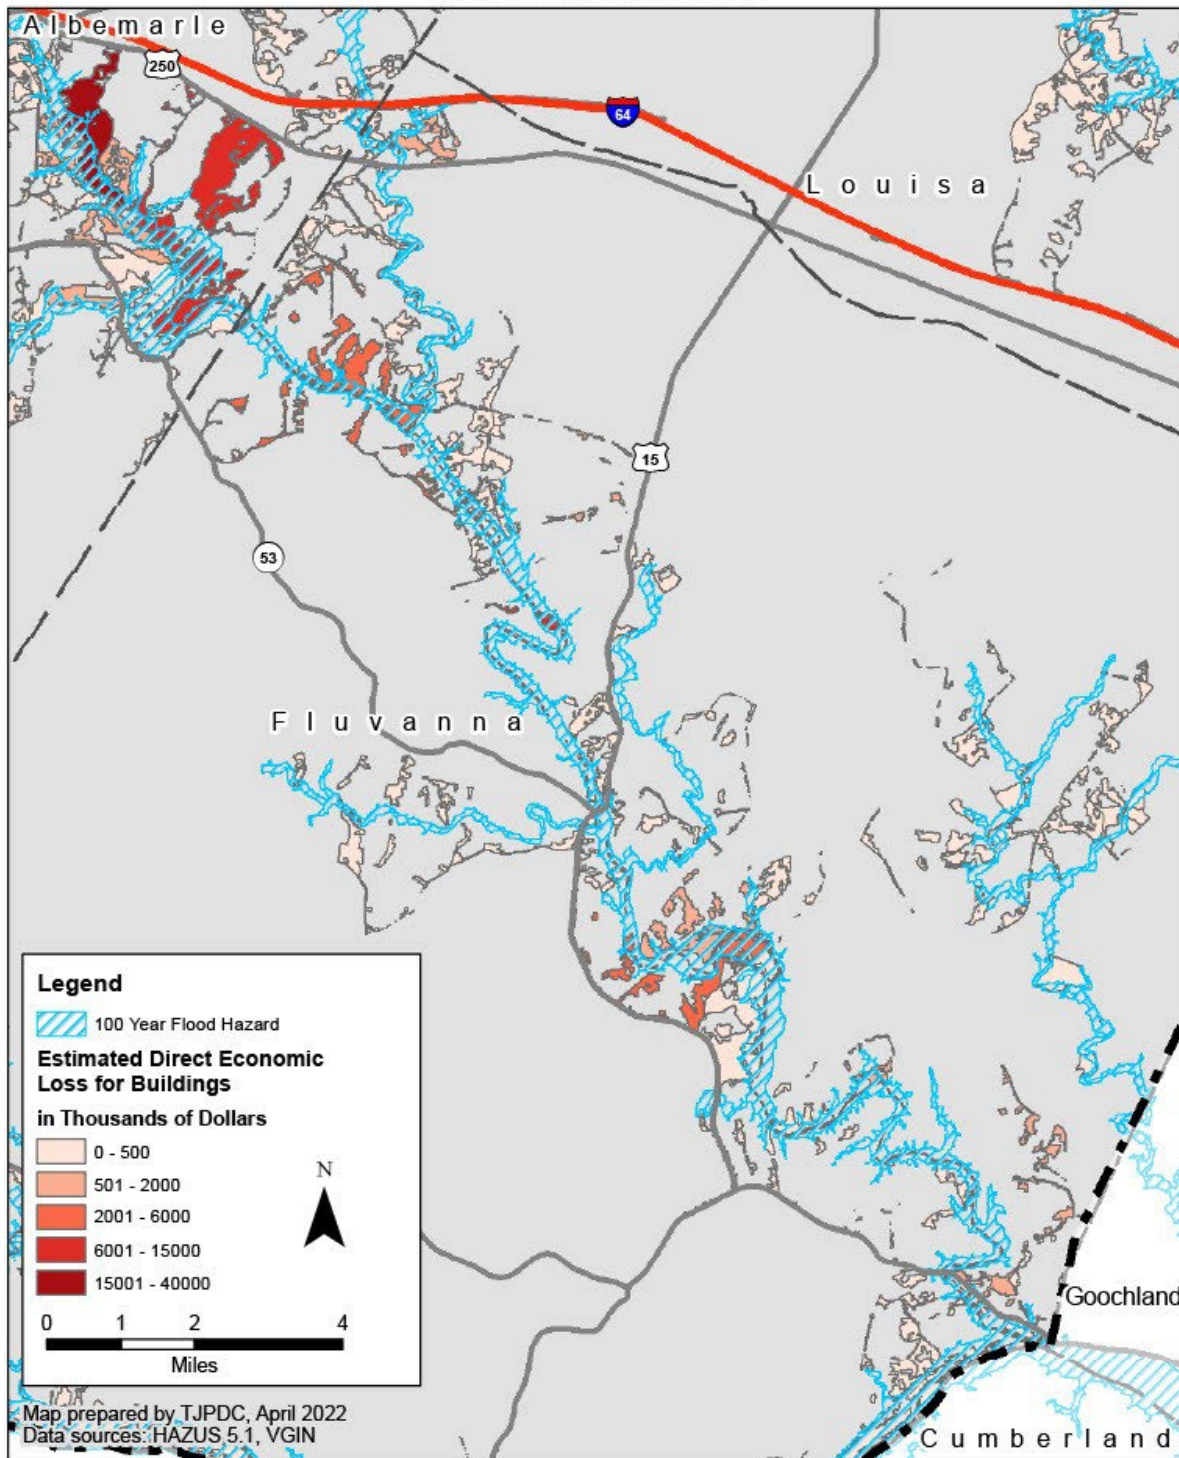 Albemarle
250
64
Louisa
15
53
Fluvanna
Legend
100 Year Flood Hazard
Estimated Direct Economic
Loss for Buildings
in Thousands of Dollars
0 - 500
501 - 2000
2001 - 6000
6001 - 15000
15001 - 40000
N
0 1 2 4
Miles
Goochland
Map prepared by TJPDC, April 2022
Data sources: HAZUS 5.1, VGIN
Cumberland